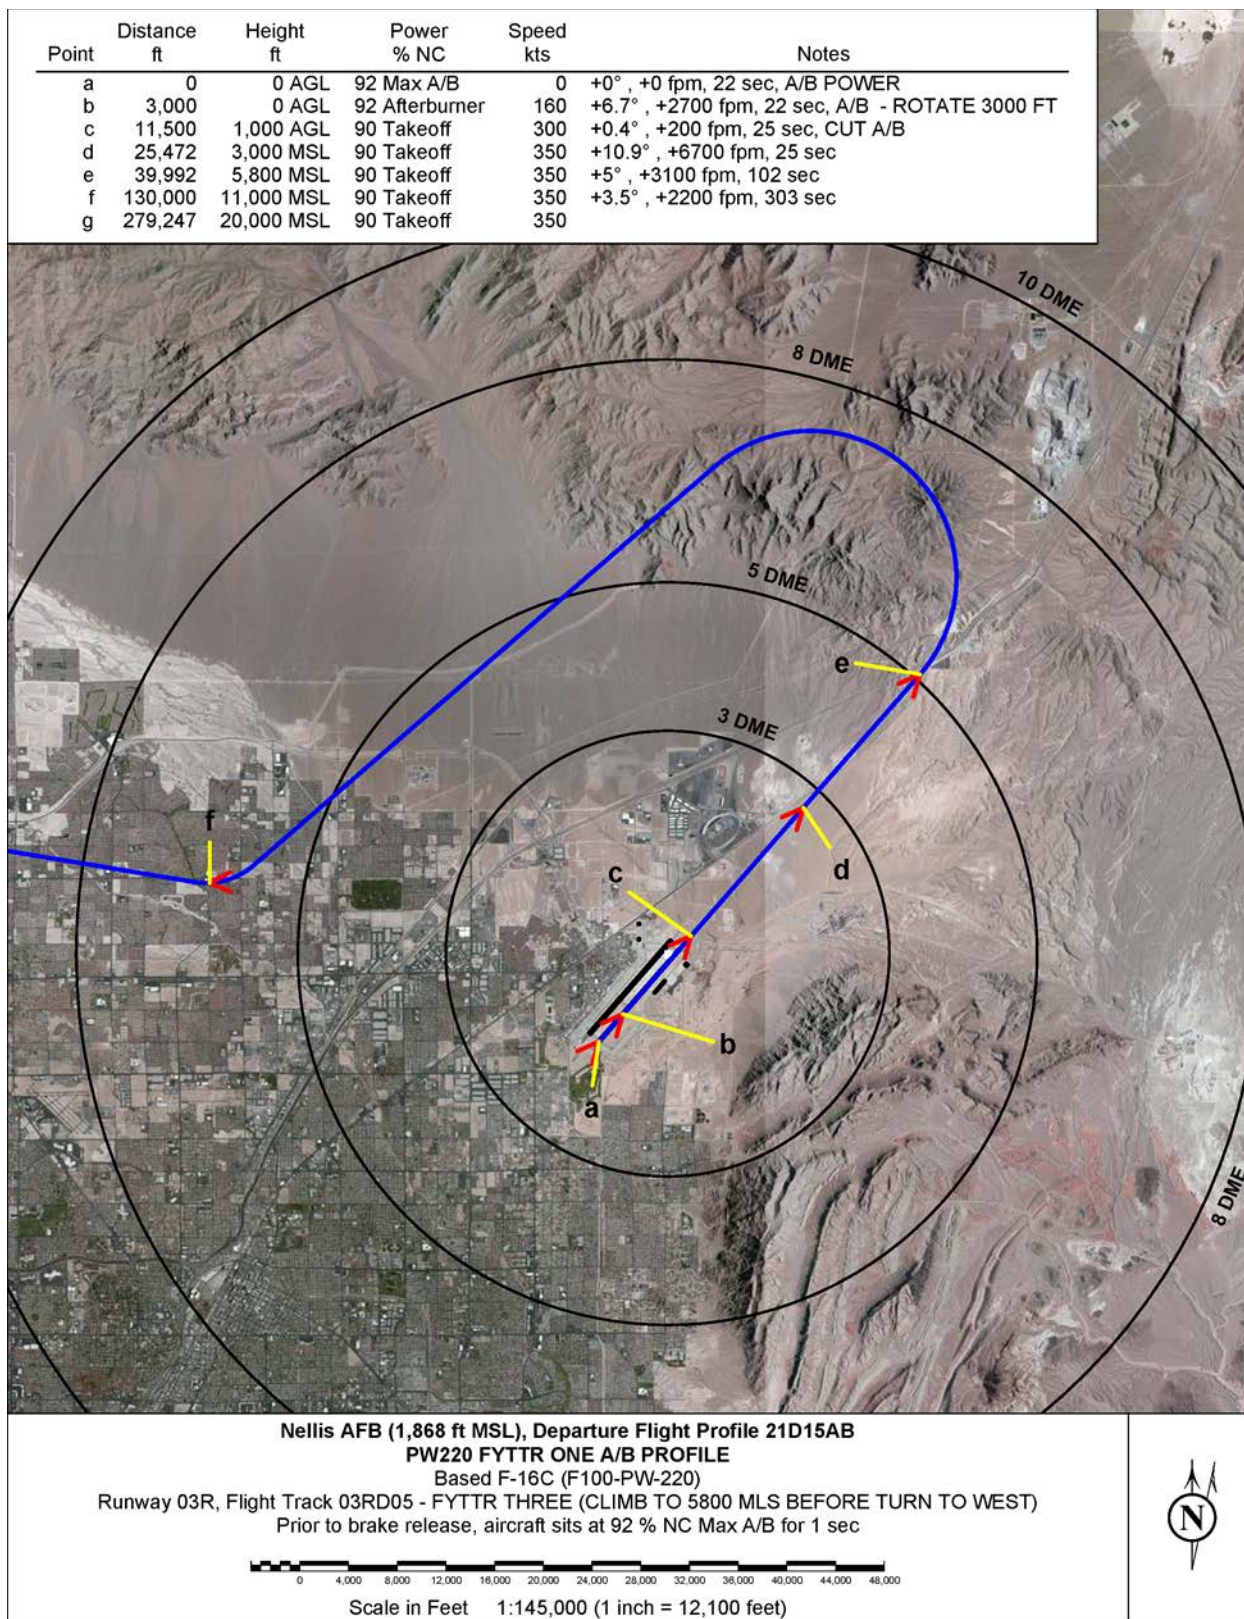 Distance Height Power Speed
Point ft ft % NC kts Notes
a 0 0 AGL 92 Max A/B 0 +0° , +0 fpm, 22 sec, A/B POWER
b 3,000 0 AGL 92 Afterburner 160 +6.7° , +2700 fpm, 22 sec, A/B - ROTATE 3000 FT
c 11,500 1,000 AGL 90 Takeoff 300 +0.4° , +200 fpm, 25 sec, CUT A/B
d 25,472 3,000 MSL 90 Takeoff 350 +10.9° , +6700 fpm, 25 sec
e 39,992 5,800 MSL 90 Takeoff 350 +5° , +3100 fpm, 102 sec
f 130,000 11,000 MSL 90 Takeoff 350 +3.5° , +2200 fpm, 303 sec
g 279,247 20,000 MSL 90 Takeoff 350
10 DME
8 DME
5 DME
e
3 DME
f
d
c
b
a
8 DME
Nellis AFB (1,868 ft MSL), Departure Flight Profile 21D15AB
PW220 FYTTR ONE A/B PROFILE
Based F-16C (F100-PW-220)
Runway 03R, Flight Track 03RD05 - FYTTR THREE (CLIMB TO 5800 MLS BEFORE TURN TO WEST)
Prior to brake release, aircraft sits at 92 % NC Max A/B for 1 sec
N
0 4,000 8,000 12,000 16,000 20,000 24,000 28,000 32,000 36,000 40,000 44,000 48,000
Scale in Feet 1:145,000 (1 inch = 12,100 feet)